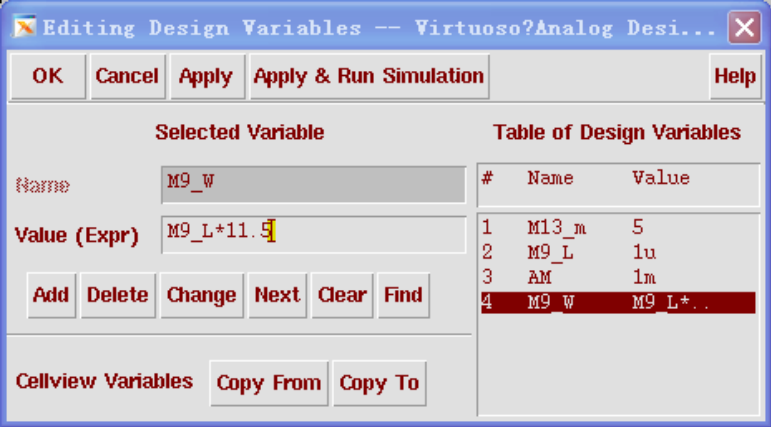 Editing Design Variables -- Virtuoso?Analog Desi...
OK Cancel Apply Apply & Run Simulation Help
Selected Variable
Name M9_W
Value (Expr) M9_L*11.5
Add Delete Change Next Clear Find
Cellview Variables Copy From Copy To
Table of Design Variables
# Name Value
1 M13_m 5
2 M9_L 1u
3 AM 1m
4 M9_W M9_L*..